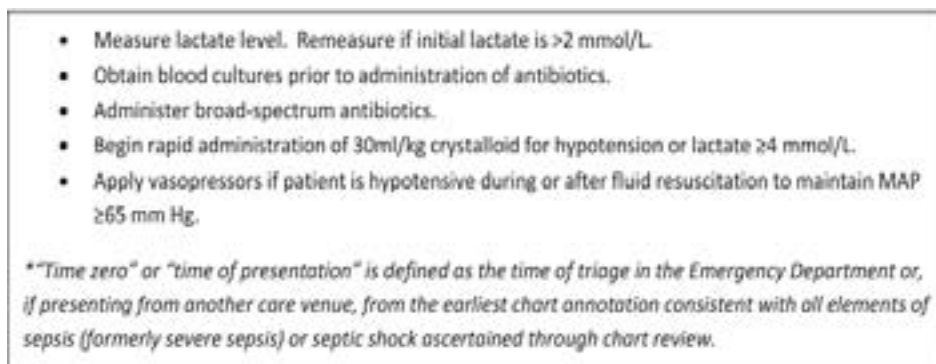 • Measure lactate level. Remeasure if initial lactate is >2 mmol/L.
• Obtain blood cultures prior to administration of antibiotics.
• Administer broad-spectrum antibiotics.
• Begin rapid administration of 30ml/kg crystalloid for hypotension or lactate ≥4 mmol/L.
• Apply vasopressors if patient is hypotensive during or after fluid resuscitation to maintain MAP
≥65 mm Hg.
*"Time zero" or "time of presentation" is defined as the time of triage in the Emergency Department or,
if presenting from another care venue, from the earliest chart annotation consistent with all elements of
sepsis (formerly severe sepsis) or septic shock ascertained through chart review.